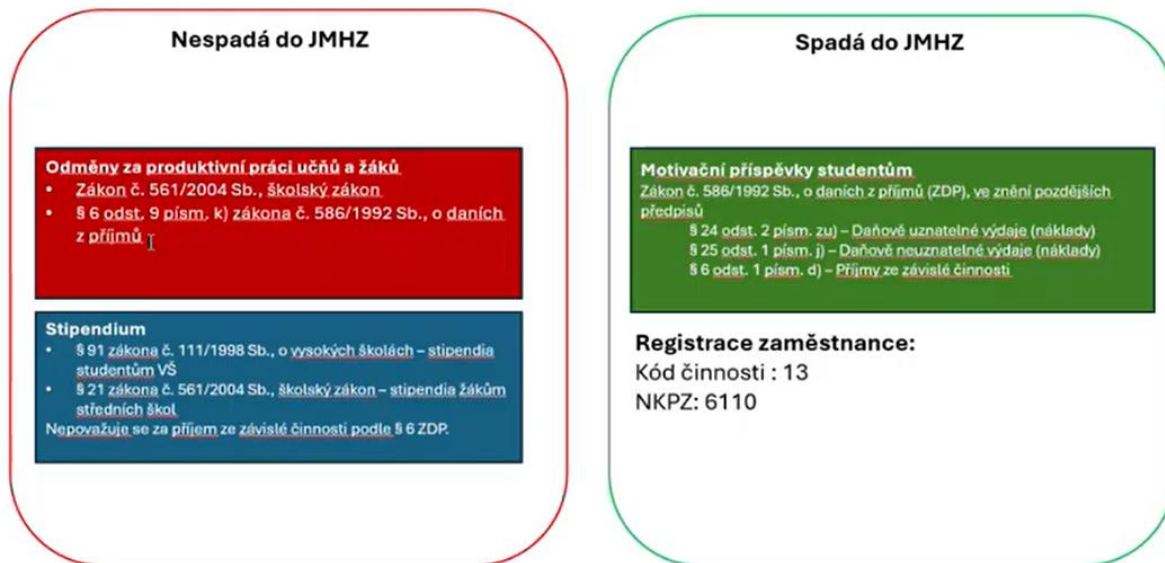 Nespadá do JMHZ
Odměny za produktivní práci učňů a žáků
• Zákon č. 561/2004 Sb., školský zákon
• § 6 odst. 9 písm. k) zákona č. 586/1992 Sb., o daních
z příjmů
Stipendium
• § 91 zákona č. 111/1998 Sb., o vysokých školách – stipendia
studentům VŠ
• § 21 zákona č. 561/2004 Sb., školský zákon – stipendia žákům
středních škol
Nepovažuje se za příjem ze závislé činnosti podle § 6 ZDP.
Spadá do JMHZ
Motivační příspěvky studentům
Zákon č. 586/1992 Sb., o daních z příjmů (ZDP), ve znění pozdějších
předpisů
§ 24 odst. 2 písm. zu) – Daňově uznatelné výdaje (náklady)
§ 25 odst. 1 písm. j) – Daňově neuznatelné výdaje (náklady)
§ 6 odst. 1 písm. d) – Příjmy ze závislé činnosti
Registrace zaměstnance:
Kód činnosti : 13
NKPZ: 6110